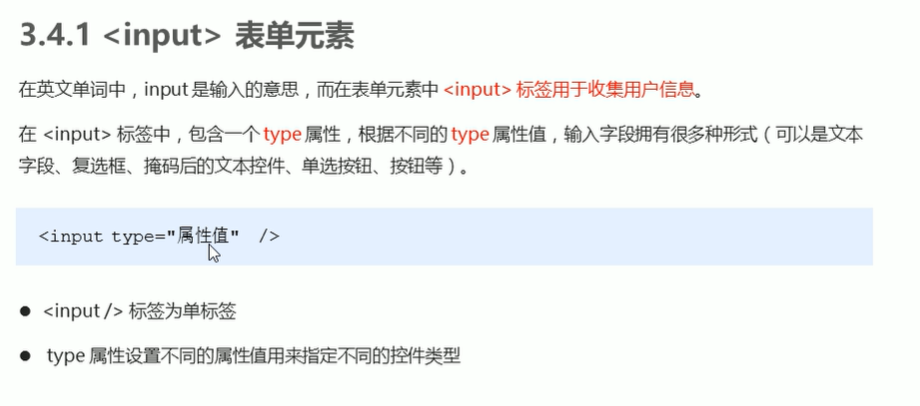 3.4.1 <input> 表单元素
在英文单词中，input 是输入的意思，而在表单元素中 <input> 标签用于收集用户信息。
在 <input> 标签中，包含一个 type 属性，根据不同的 type 属性值，输入字段拥有很多种形式（可以是文本
字段、复选框、掩码后的文本控件、单选按钮、按钮等）。
<input type="属性值" />
● <input /> 标签为单标签
● type 属性设置不同的属性值用来指定不同的控件类型